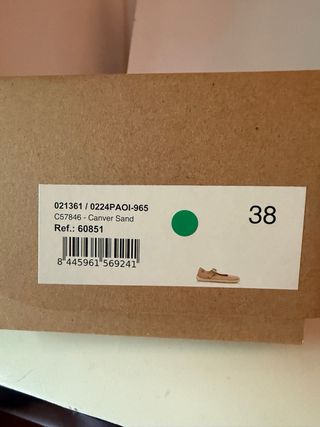 021361 / 0224PAOI-965
C57846 - Canver Sand
Ref.: 60851
38
8 445961 569241